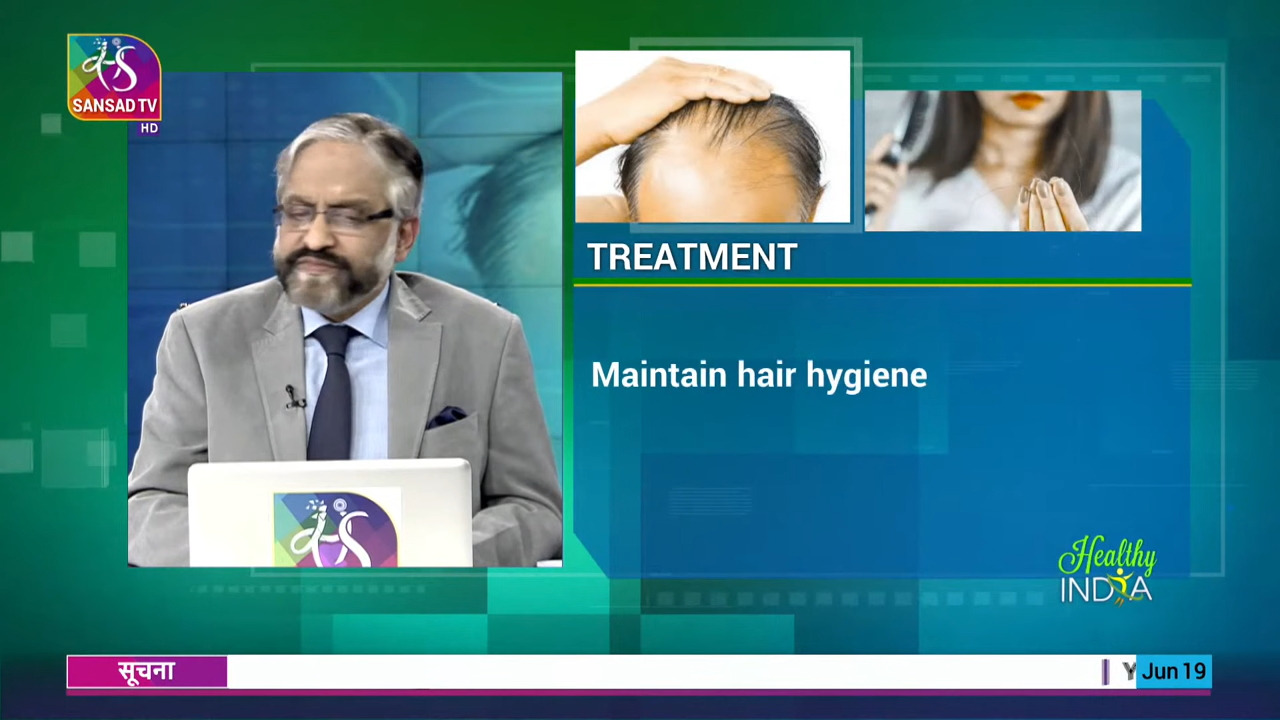 SANSAD TV
HD
TREATMENT
Maintain hair hygiene
Healthy
INDIA
सूचना
Y
Jun 19